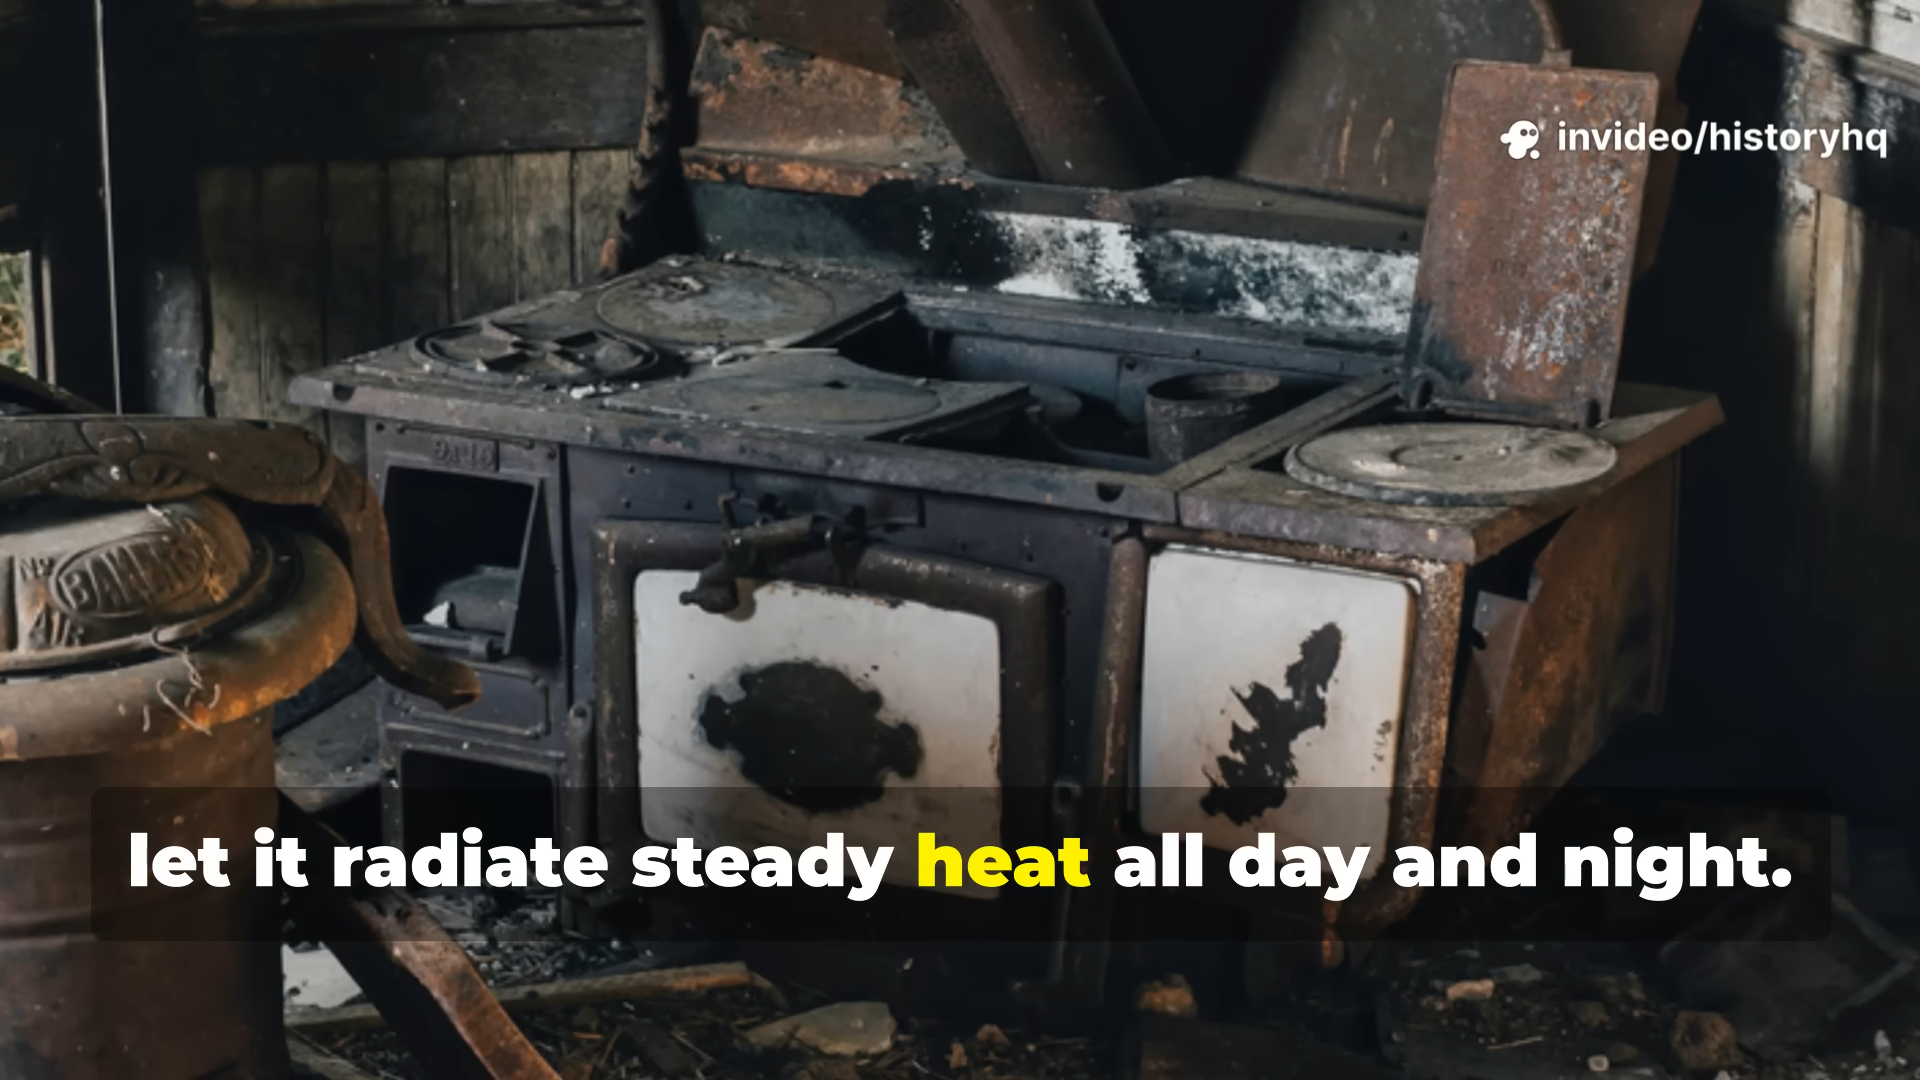 invideo/historyhq
let it radiate steady heat all day and night.